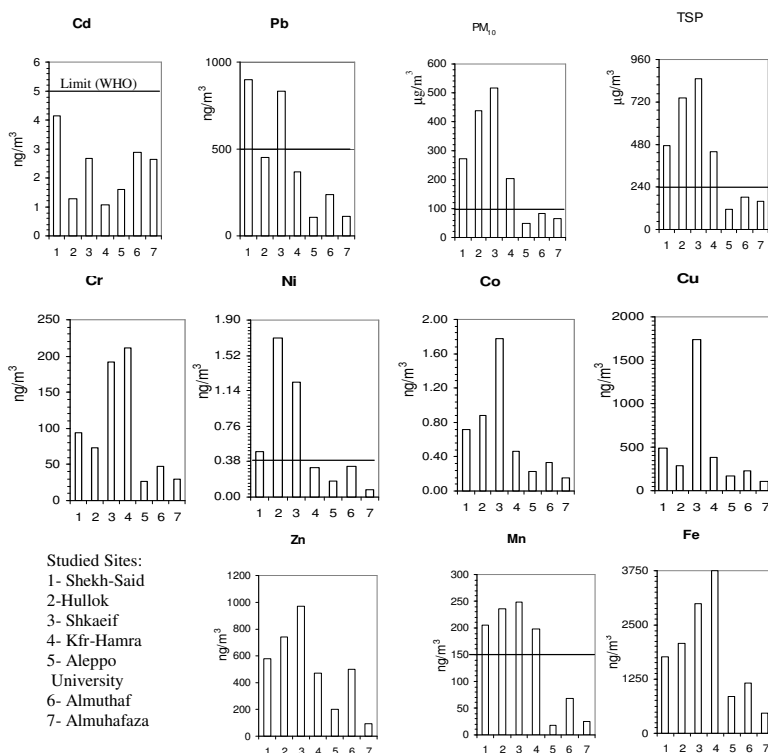 Cd
6
5
4
3
2
1
0
ng/m³
Limit (WHO)
1 2 3 4 5 6 7
Pb
1000
500
0
ng/m³
1 2 3 4 5 6 7
PM₁₀
600
500
400
300
200
100
0
µg/m³
1 2 3 4 5 6 7
TSP
960
720
480
240
0
µg/m³
1 2 3 4 5 6 7
Cr
250
200
150
100
50
0
ng/m³
1 2 3 4 5 6 7
Ni
1.90
1.52
1.14
0.76
0.38
0.00
ng/m³
1 2 3 4 5 6 7
Co
2.00
1.60
1.20
0.80
0.40
0.00
ng/m³
1 2 3 4 5 6 7
Cu
2000
1500
1000
500
0
ng/m³
1 2 3 4 5 6 7
Studied Sites:
1- Shekh-Said
2-Hullok
3- Shkaeif
4- Kfr-Hamra
5- Aleppo
University
6- Almuthaf
7- Almuhafaza
Zn
1200
1000
800
600
400
200
0
ng/m³
1 2 3 4 5 6 7
Mn
300
250
200
150
100
50
0
ng/m³
1 2 3 4 5 6 7
Fe
3750
2500
1250
0
ng/m³
1 2 3 4 5 6 7